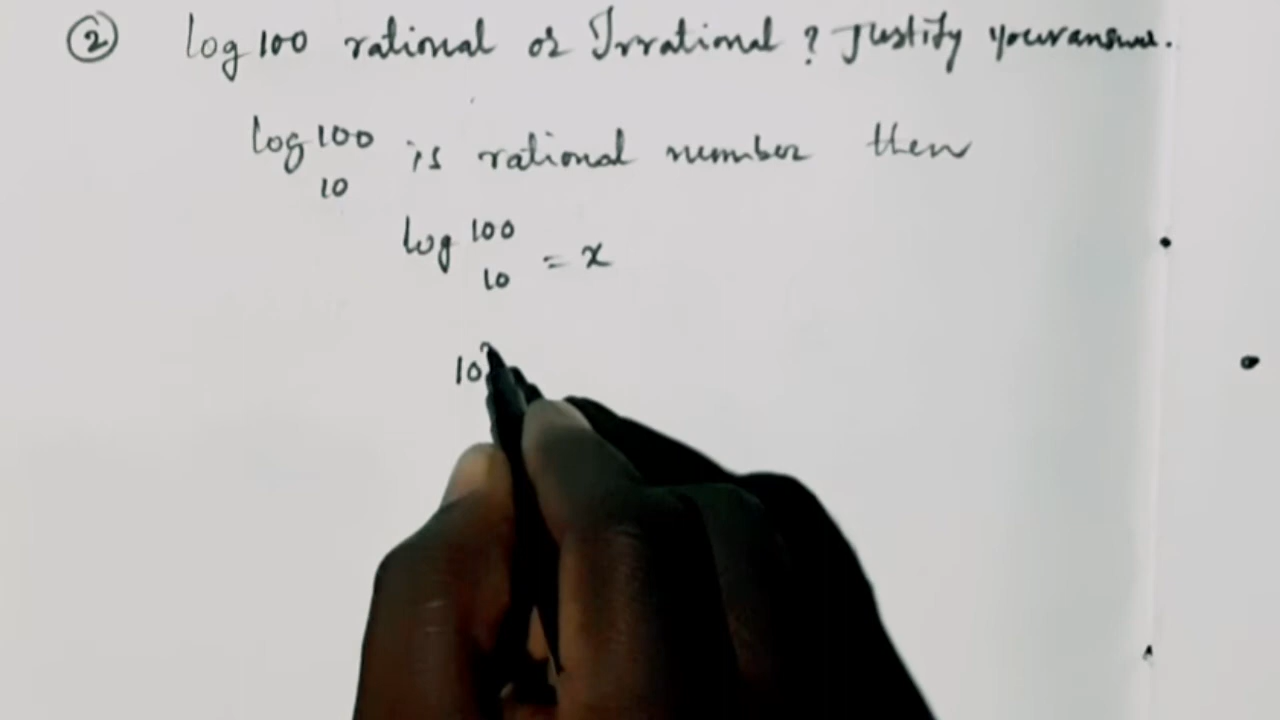 ② log 100 rational or Irrational ? Justify your answer.
log 100 10 is rational number then
log 100 10 = x
10